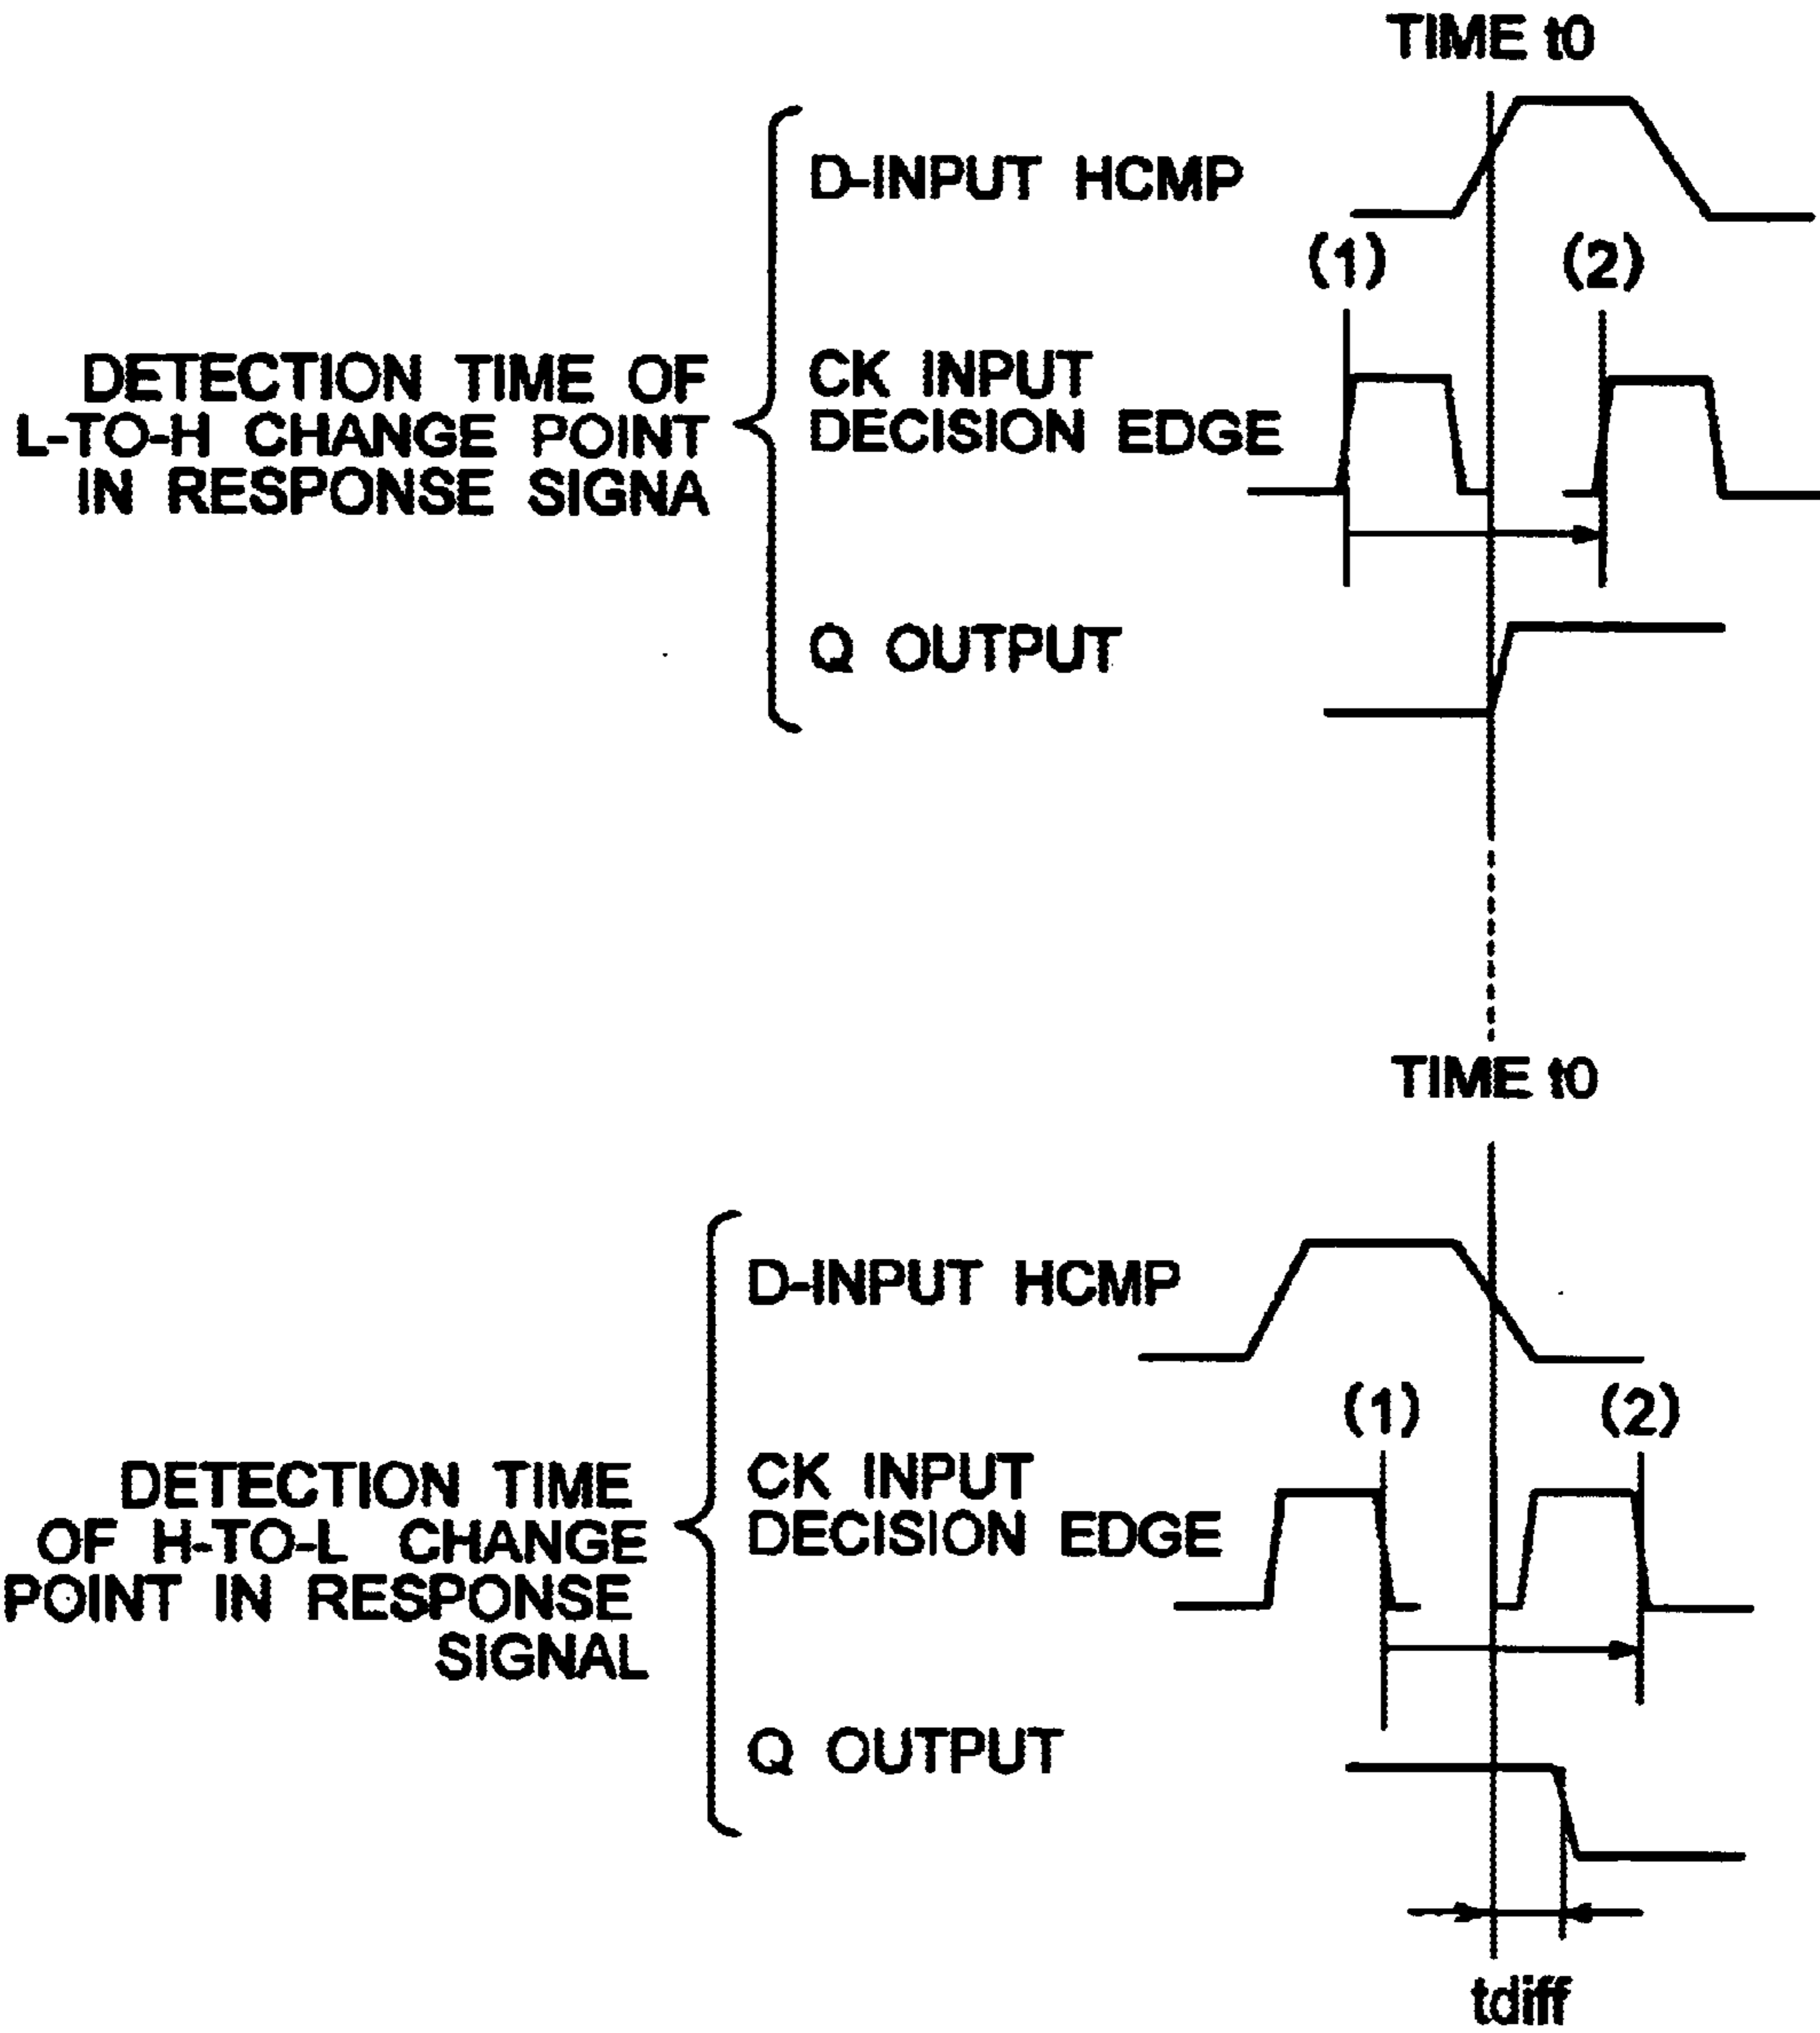 TIME t0
D-INPUT HCMP
(1)
(2)
DETECTION TIME OF
L-TO-H CHANGE POINT
IN RESPONSE SIGNA
CK INPUT
DECISION EDGE
Q OUTPUT
TIME t0
D-INPUT HCMP
(1)
(2)
DETECTION TIME
OF H-TO-L CHANGE
POINT IN RESPONSE
SIGNAL
CK INPUT
DECISION EDGE
Q OUTPUT
tdiff